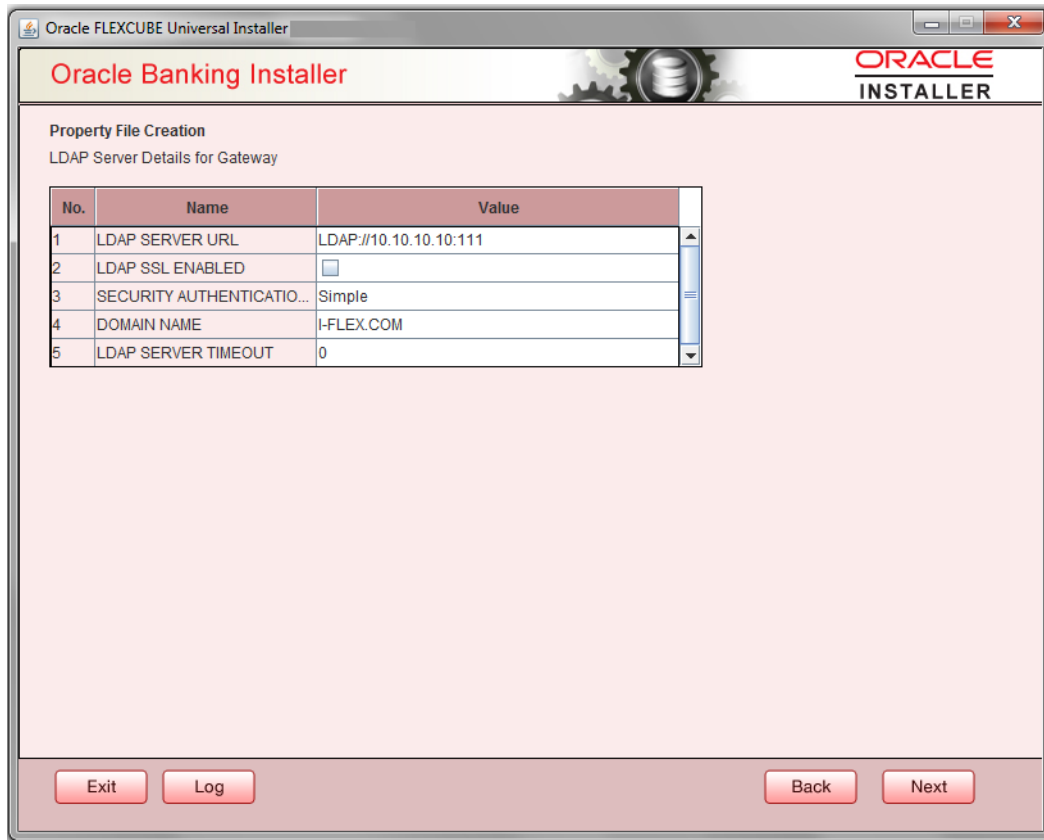 Oracle FLEXCUBE Universal Installer
Oracle Banking Installer
ORACLE
INSTALLER
Property File Creation
LDAP Server Details for Gateway
No. Name Value
1 LDAP SERVER URL LDAP://10.10.10.10:111
2 LDAP SSL ENABLED
3 SECURITY AUTHENTICATIO... Simple
4 DOMAIN NAME I-FLEX.COM
5 LDAP SERVER TIMEOUT 0
Exit Log Back Next